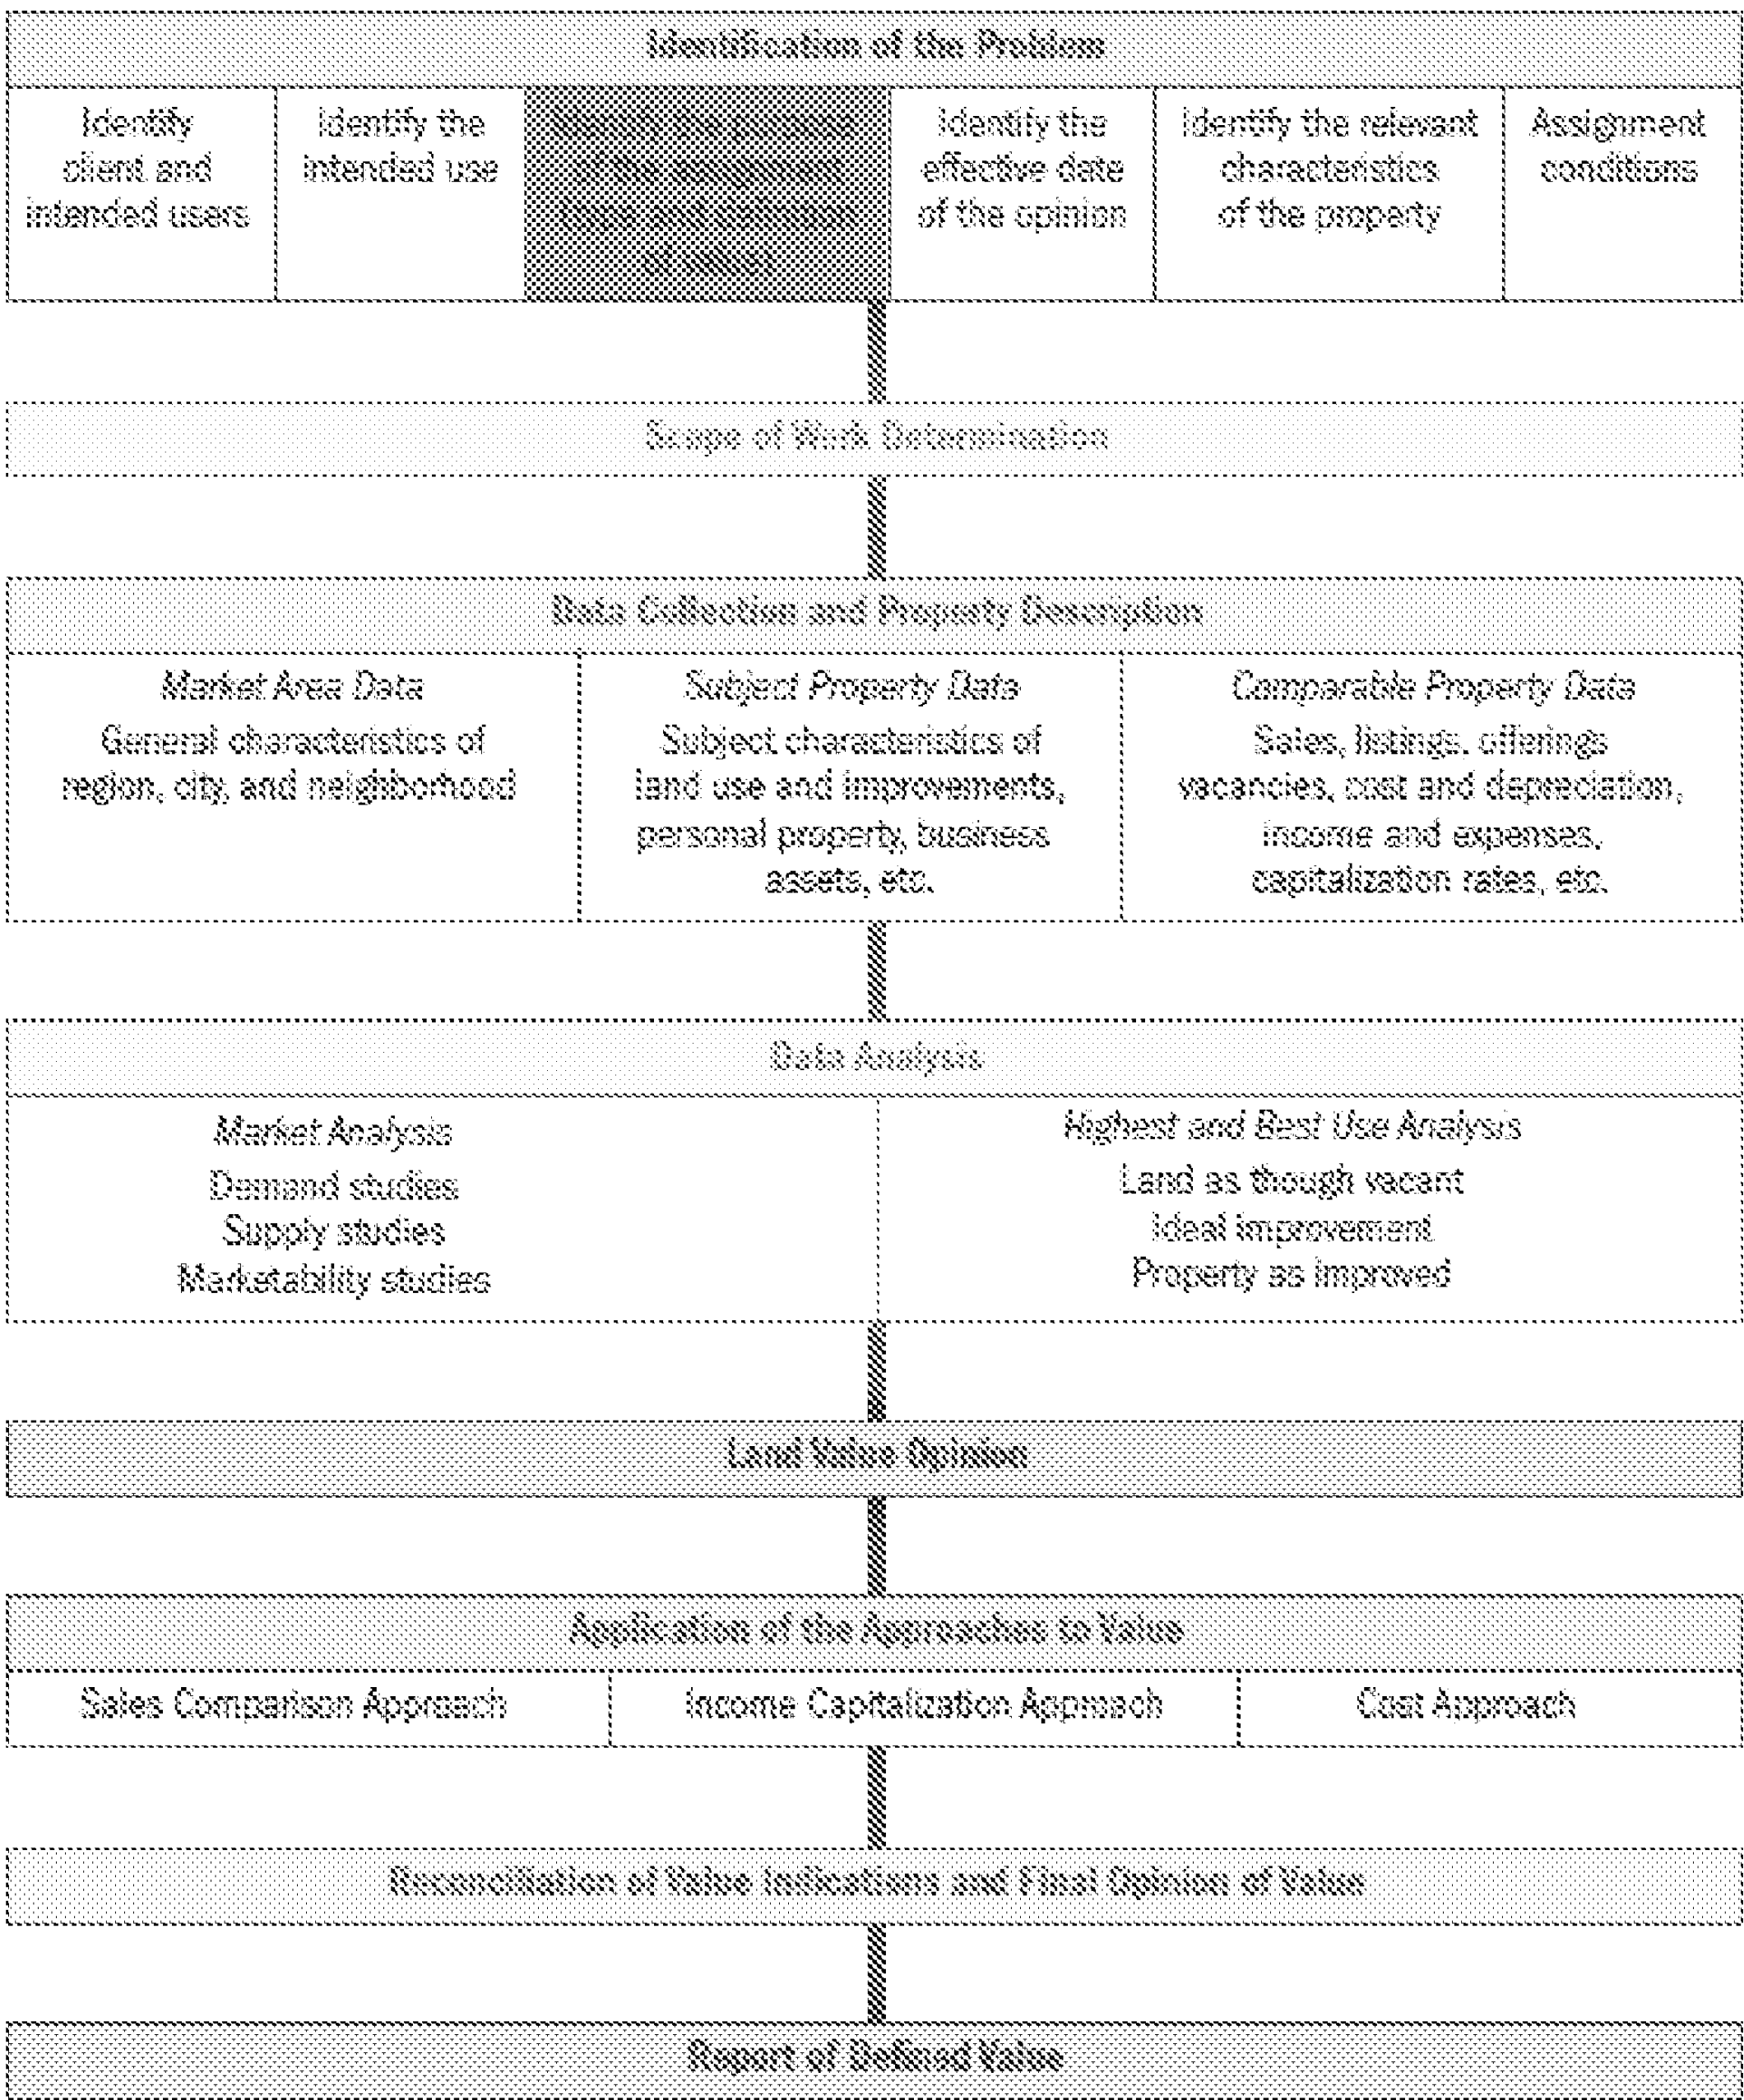 Identification of the Problem
Identify
client and
intended users
Identify the
intended use
of the assignment
of value
Identify the
effective date
of the opinion
Identify the relevant
characteristics
of the property
Assignment
conditions
Scope of Work Determination
Data Collection and Property Description
Market Area Data
General characteristics of
region, city, and neighborhood
Subject Property Data
Subject characteristics of
land use and improvements,
personal property, business
assets, etc.
Comparable Property Data
Sales, listings, offerings
vacancies, cost and depreciation,
income and expenses,
capitalization rates, etc.
Data Analysis
Market Analysis
Demand studies
Supply studies
Marketability studies
Highest and Best Use Analysis
Land as though vacant
Ideal improvement
Property as improved
Land Value Opinion
Application of the Approaches to Value
Sales Comparison Approach
Income Capitalization Approach
Cost Approach
Reconciliation of Value Indications and Final Opinion of Value
Report of Defined Value